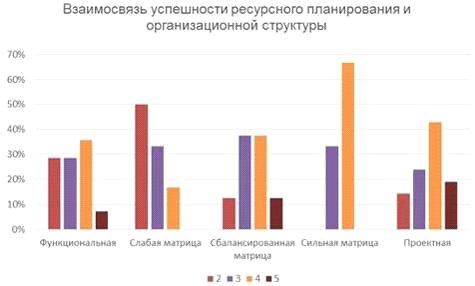 Взаимосвязь успешности ресурсного планирования и
организационной структуры
70%
60%
50%
40%
30%
20%
10%
0%
Функциональная Слабая матрица Сбалансированная Сильная матрица Проектная
матрица
2 3 4 5